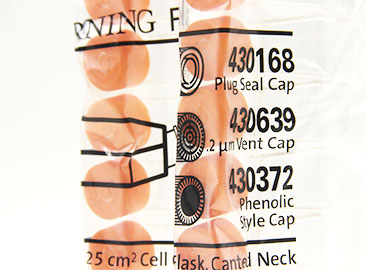 RNING F
430168
Plug Seal Cap
430639
.2 µm Vent Cap
430372
Phenolic
Style Cap
25 cm² Cell Flask, Canted Neck